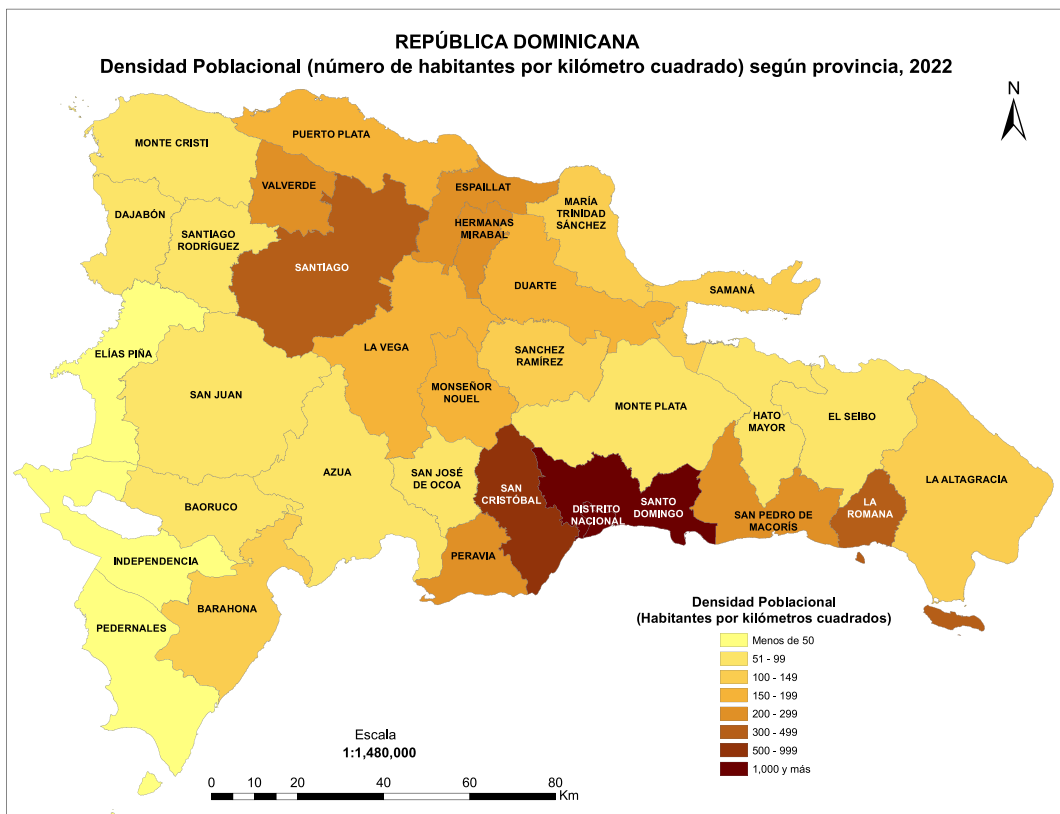 REPÚBLICA DOMINICANA
Densidad Poblacional (número de habitantes por kilómetro cuadrado) según provincia, 2022
N
MONTE CRISTI
PUERTO PLATA
VALVERDE
ESPAILLAT
DAJABÓN
SANTIAGO
RODRÍGUEZ
HERMANAS
MIRABAL
MARÍA
TRINIDAD
SÁNCHEZ
SANTIAGO
DUARTE
SAMANÁ
ELÍAS PIÑA
LA VEGA
SANCHEZ
RAMÍREZ
SAN JUAN
MONSEÑOR
NOUEL
MONTE PLATA
HATO
MAYOR
EL SEÍBO
AZUA
SAN JOSÉ
DE OCOA
SAN
CRISTÓBAL
LA ALTAGRACÍA
BAORUCO
DISTRITO
NACIONAL
SANTO
DOMINGO
SAN PEDRO DE
MACORÍS
LA
ROMANA
INDEPENDENCIA
PERAVIA
BARAHONA
PEDERNALES
Densidad Poblacional
(Habitantes por kilómetros cuadrados)
Menos de 50
51 - 99
100 - 149
150 - 199
200 - 299
300 - 499
500 - 999
1,000 y más
Escala
1:1,480,000
0 10 20 40 60 80
Km